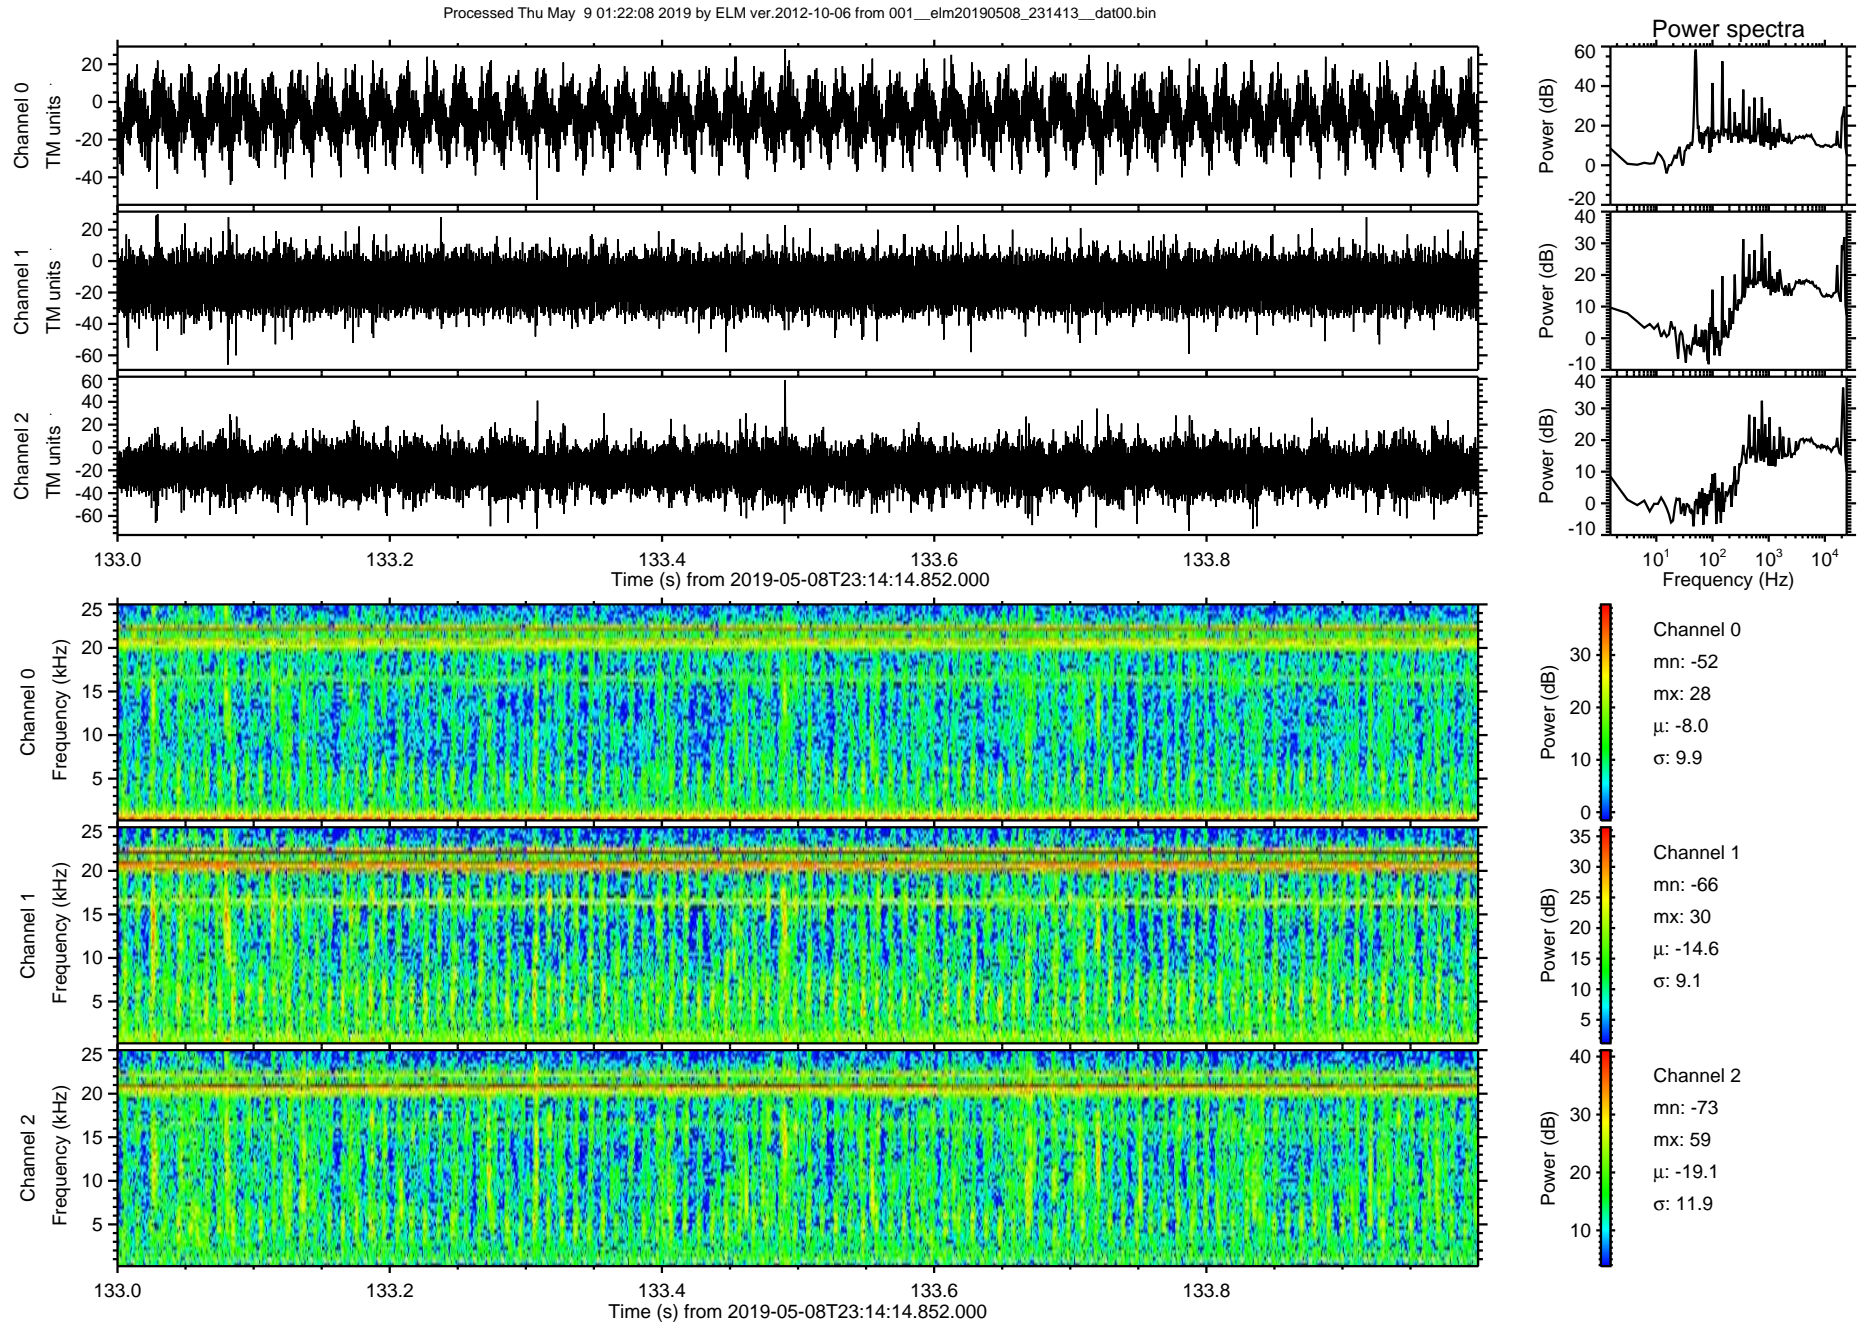 Processed Thu May  9 01:22:08 2019 by ELM ver.2012-10-06 from 001__elm20190508_231413__dat00.bin
Power spectra
Channel 0
TM units
20
0
-20
-40
Power (dB)
60
40
20
0
-20
Channel 1
TM units
20
0
-20
-40
-60
Power (dB)
40
30
20
10
0
-10
Channel 2
TM units
60
40
20
0
-20
-40
-60
Power (dB)
40
30
20
10
0
-10
133.0 133.2 133.4 133.6 133.8
Time (s) from 2019-05-08T23:14:14.852.000
10¹ 10² 10³ 10⁴
Frequency (Hz)
Channel 0
Frequency (kHz)
25
20
15
10
5
Power (dB)
30
20
10
0
Channel 0
mn: -52
mx: 28
μ: -8.0
σ: 9.9
Channel 1
Frequency (kHz)
25
20
15
10
5
Power (dB)
35
30
25
20
15
10
5
Channel 1
mn: -66
mx: 30
μ: -14.6
σ: 9.1
Channel 2
Frequency (kHz)
25
20
15
10
5
Power (dB)
40
30
20
10
Channel 2
mn: -73
mx: 59
μ: -19.1
σ: 11.9
133.0 133.2 133.4 133.6 133.8
Time (s) from 2019-05-08T23:14:14.852.000